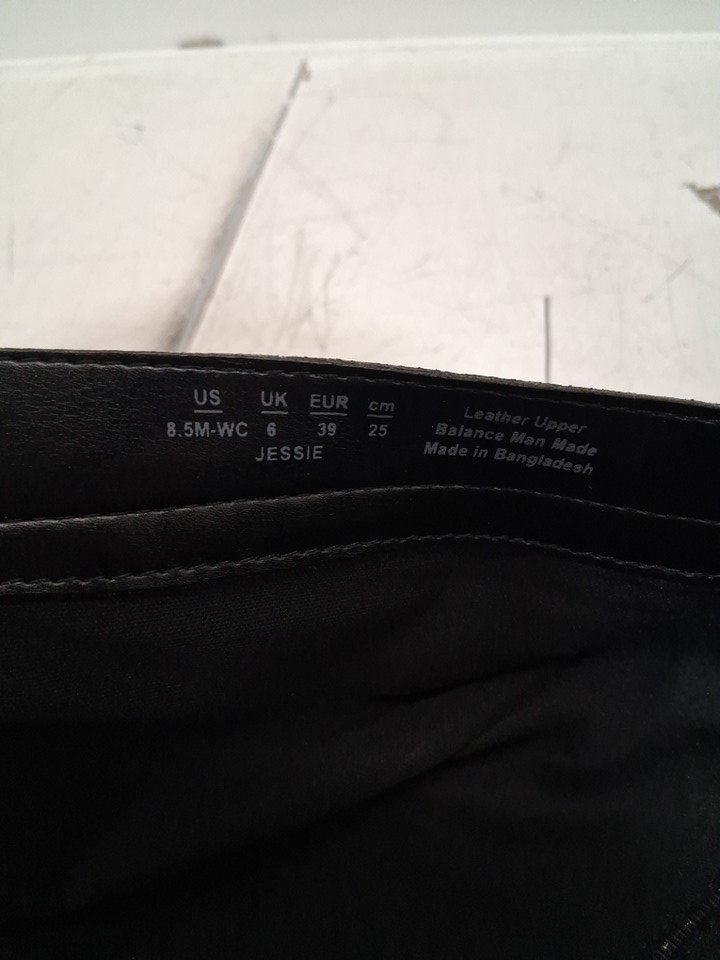 US UK EUR cm
8.5M-WC 6 39 25
JESSIE
Leather Upper
Balance Man Made
Made in Bangladesh